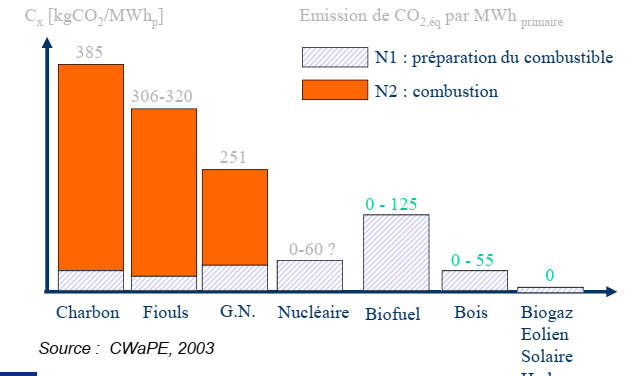 Cx [kgCO2/MWhp]
Emission de CO2,éq par MWh primaire
N1 : préparation du combustible
N2 : combustion
385
306-320
251
0-60 ?
0 - 125
0 - 55
0
Charbon
Fiouls
G.N.
Nucléaire
Biofuel
Bois
Biogaz
Eolien
Solaire
Source : CWaPE, 2003